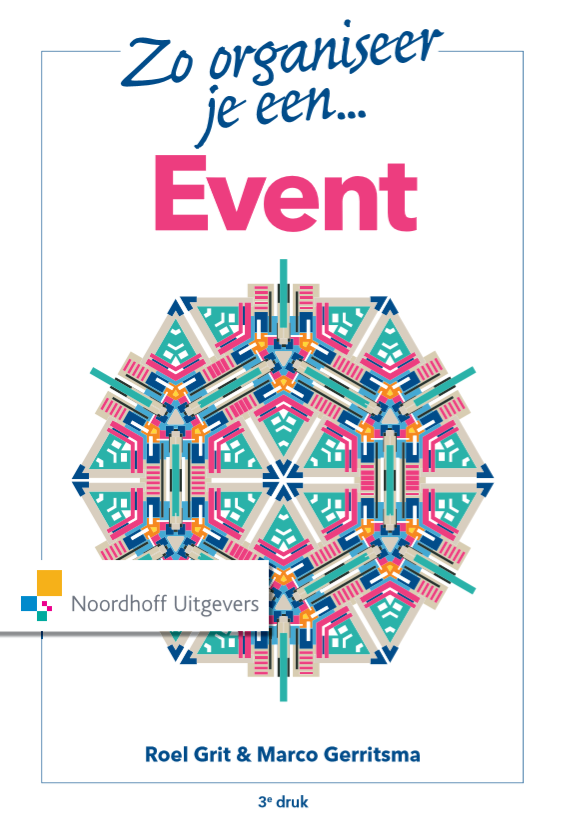 Zo organiseer
je een...
Event
Noordhoff Uitgevers
Roel Grit & Marco Gerritsma
3e druk